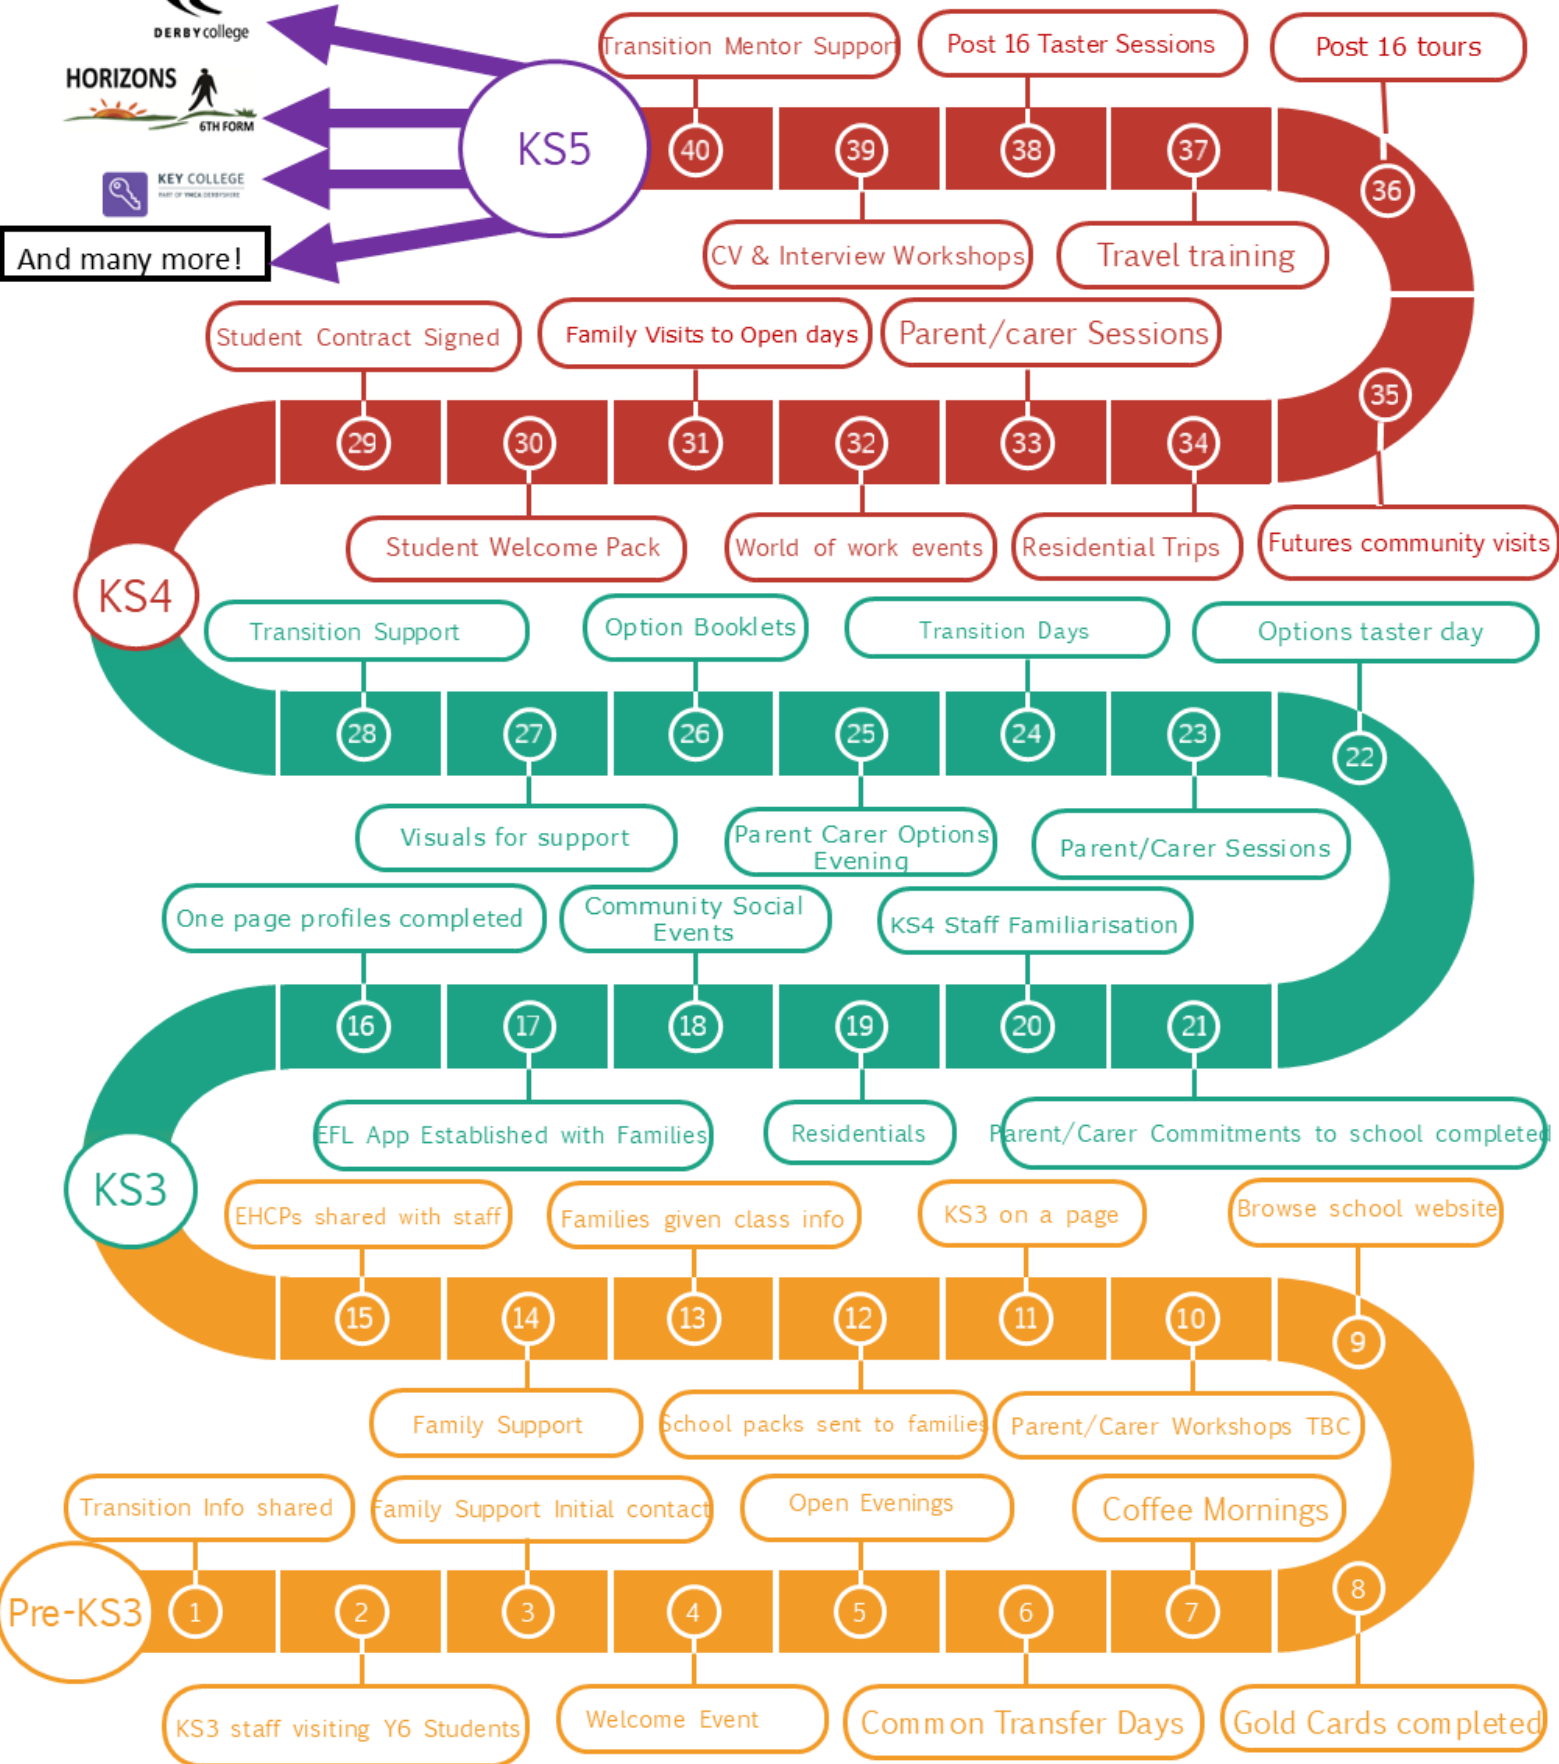 DERBY college
Transition Mentor Support
Post 16 Taster Sessions
Post 16 tours
HORIZONS
6TH FORM
KS5
40
39
38
37
36
KEY COLLEGE
PART OF YMCA DERBYSHIRE
And many more!
CV & Interview Workshops
Travel training
Student Contract Signed
Family Visits to Open days
Parent/carer Sessions
35
29
30
31
32
33
34
Student Welcome Pack
World of work events
Residential Trips
Futures community visits
KS4
Transition Support
Option Booklets
Transition Days
Options taster day
28
27
26
25
24
23
22
Visuals for support
Parent Carer Options
Evening
Parent/Carer Sessions
One page profiles completed
Community Social
Events
KS4 Staff Familiarisation
16
17
18
19
20
21
EFL App Established with Families
Residentials
Parent/Carer Commitments to school completed
KS3
EHCPs shared with staff
Families given class info
KS3 on a page
Browse school website
15
14
13
12
11
10
9
Family Support
School packs sent to families
Parent/Carer Workshops TBC
Transition Info shared
Family Support Initial contact
Open Evenings
Coffee Mornings
Pre-KS3
1
2
3
4
5
6
7
8
KS3 staff visiting Y6 Students
Welcome Event
Common Transfer Days
Gold Cards completed